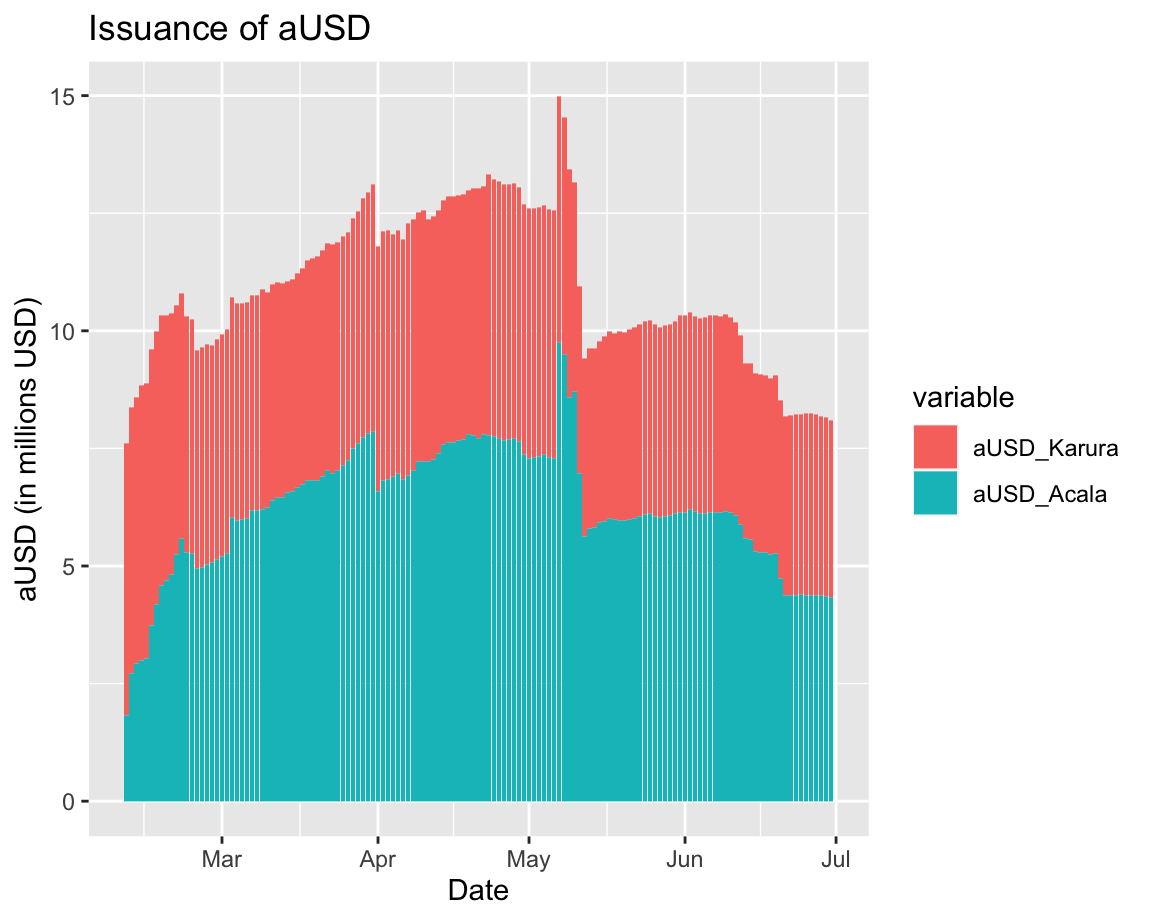 Issuance of aUSD
aUSD (in millions USD)
15
10
5
0
Mar
Apr
May
Jun
Jul
Date
variable
aUSD_Karura
aUSD_Acala